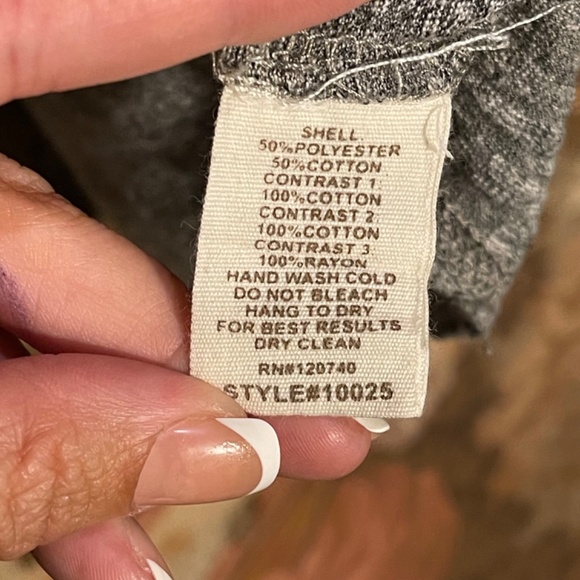 SHELL:
50%POLYESTER
50%COTTON
CONTRAST 1:
100%COTTON
CONTRAST 2:
100%COTTON
CONTRAST 3
100%RAYON
HAND WASH COLD
DO NOT BLEACH
HANG TO DRY
FOR BEST RESULTS
DRY CLEAN
RN#120740
STYLE#10025